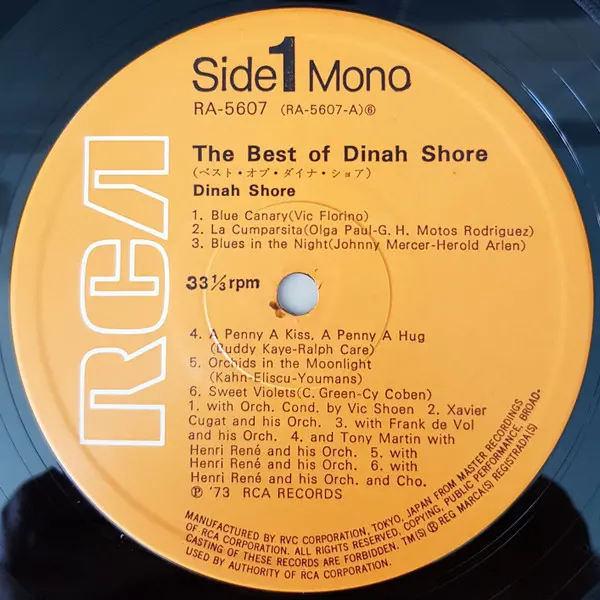 Side 1 Mono
RA-5607 (RA-5607-A)⑥
RCA
The Best of Dinah Shore
(ベスト・オブ・ダイナ・ショア)
Dinah Shore
1. Blue Canary(Vic Florino)
2. La Cumparsita(Olga Paul-G. H. Motos Rodriguez)
3. Blues in the Night(Johnny Mercer-Herold Arlen)
33 1/3 rpm
4. A Penny A Kiss, A Penny A Hug
(Buddy Kaye-Ralph Care)
5. Orchids in the Moonlight
(Kahn-Eliscu-Youmans)
6. Sweet Violets(C. Green-Cy Coben)
1. with Orch. Cond. by Vic Shoen 2. Xavier
Cugat and his Orch. 3. with Frank de Vol
and his Orch. 4. and Tony Martin with
Henri René and his Orch. 5. with
Henri René and his Orch. 6. with
Henri René and his Orch. and Cho.
Ⓟ '73 RCA RECORDS
MANUFACTURED BY RVC CORPORATION, TOKYO, JAPAN FROM MASTER RECORDINGS
OF RCA CORPORATION. ALL RIGHTS RESERVED. COPYING, PUBLIC PERFORMANCE, BROAD-
CASTING OF THESE RECORDS ARE FORBIDDEN. TM(S) ® REG MARCA(S) REGISTRADA(S)
USED BY AUTHORITY OF RCA CORPORATION.